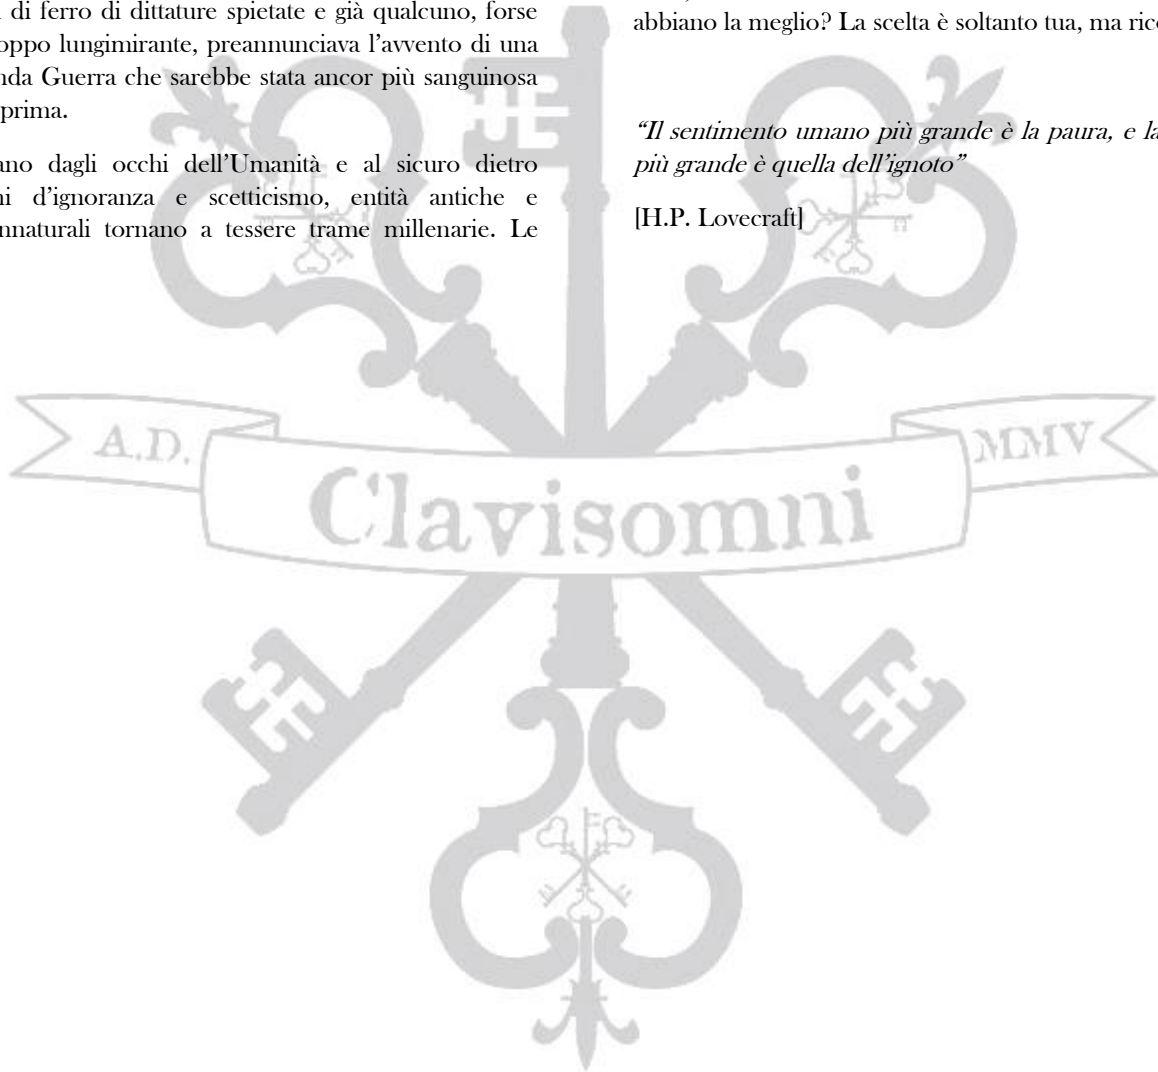 di ferro di dittature spietate e già qualcuno, forse
oppo lungimirante, preannunciava l'avvento di una
nda Guerra che sarebbe stata ancor più sanguinosa
prima.
ano dagli occhi dell'Umanità e al sicuro dietro
ni d'ignoranza e scetticismo, entità antiche e
nnaturali tornano a tessere trame millenarie. Le
abbiano la meglio? La scelta è soltanto tua, ma rico
“Il sentimento umano più grande è la paura, e la
più grande è quella dell'ignoto”
[H.P. Lovecraft]
A.D.
Clavisomni
MMV